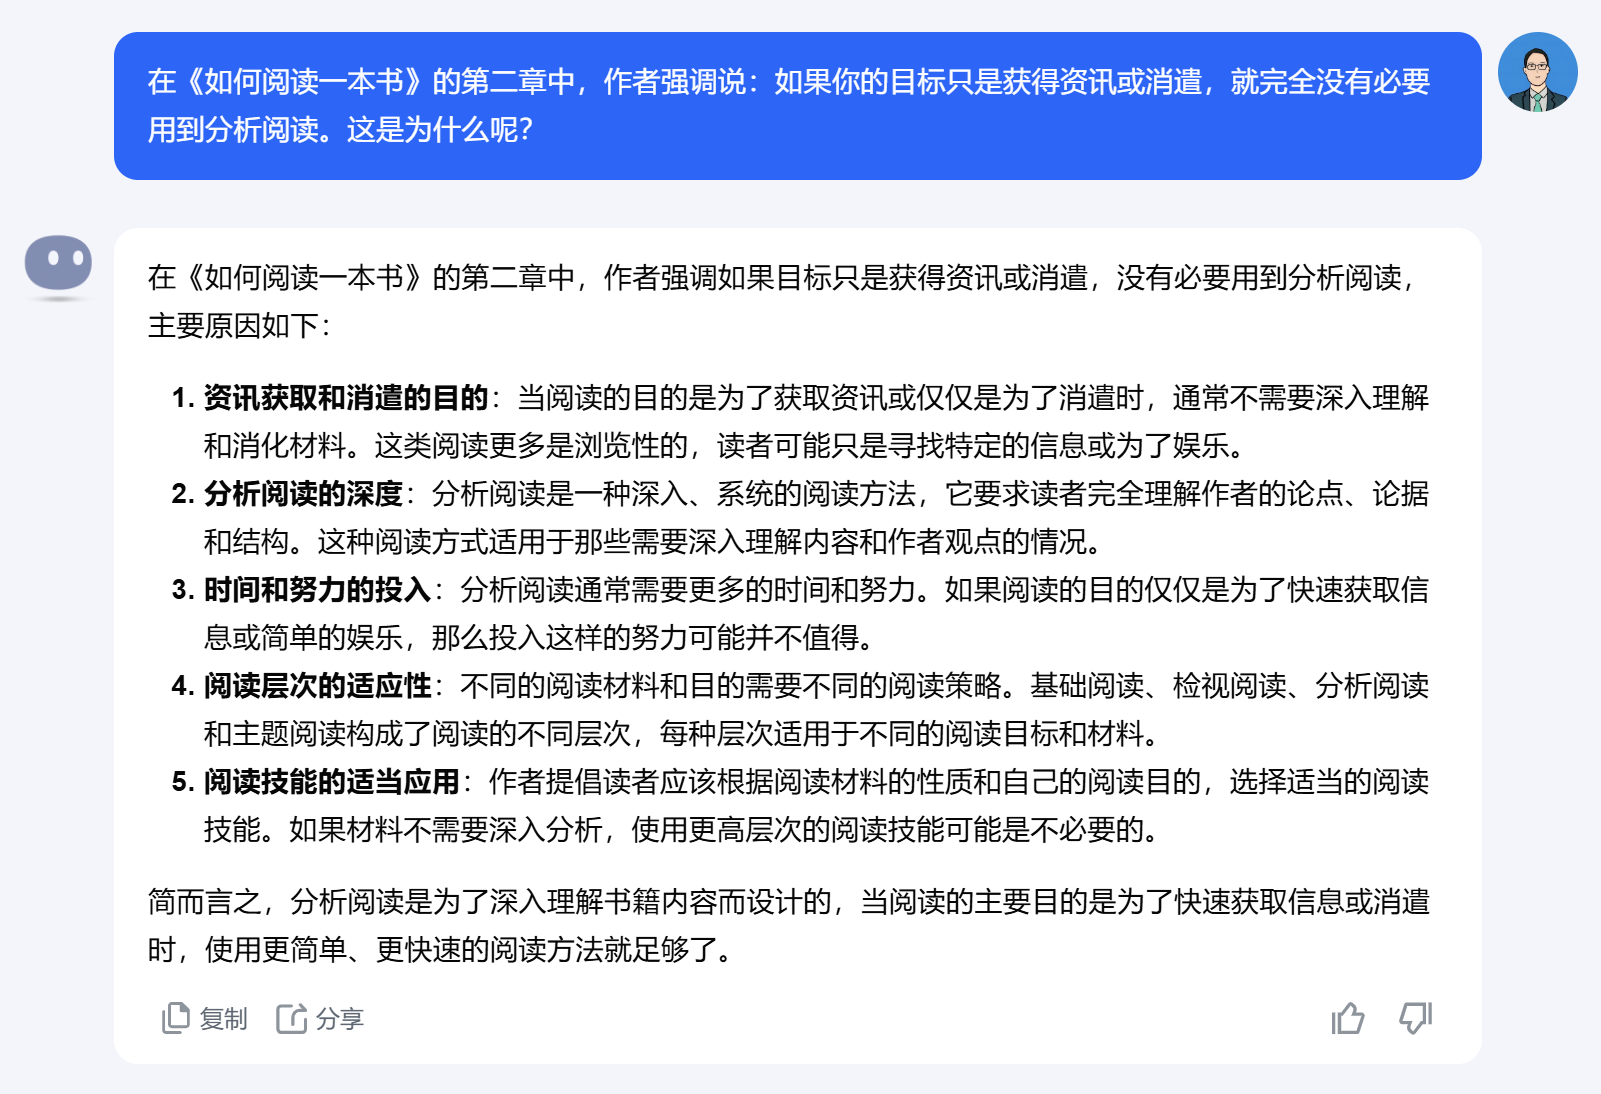 在《如何阅读一本书》的第二章中，作者强调说：如果你的目标只是获得资讯或消遣，就完全没有必要
用到分析阅读。这是为什么呢？
在《如何阅读一本书》的第二章中，作者强调如果目标只是获得资讯或消遣，没有必要用到分析阅读，
主要原因如下：
1. 资讯获取和消遣的目的：当阅读的目的是为了获取资讯或仅仅是为了消遣时，通常不需要深入理解
和消化材料。这类阅读更多是浏览性的，读者可能只是寻找特定的信息或为了娱乐。
2. 分析阅读的深度：分析阅读是一种深入、系统的阅读方法，它要求读者完全理解作者的论点、论据
和结构。这种阅读方式适用于那些需要深入理解内容和作者观点的情况。
3. 时间和努力的投入：分析阅读通常需要更多的时间和努力。如果阅读的目的仅仅是为了快速获取信
息或简单的娱乐，那么投入这样的努力可能并不值得。
4. 阅读层次的适应性：不同的阅读材料和目的需要不同的阅读策略。基础阅读、检视阅读、分析阅读
和主题阅读构成了阅读的不同层次，每种层次适用于不同的阅读目标和材料。
5. 阅读技能的适当应用：作者提倡读者应该根据阅读材料的性质和自己的阅读目的，选择适当的阅读
技能。如果材料不需要深入分析，使用更高层次的阅读技能可能是不必要的。
简而言之，分析阅读是为了深入理解书籍内容而设计的，当阅读的主要目的是为了快速获取信息或消遣
时，使用更简单、更快速的阅读方法就足够了。
复制 分享